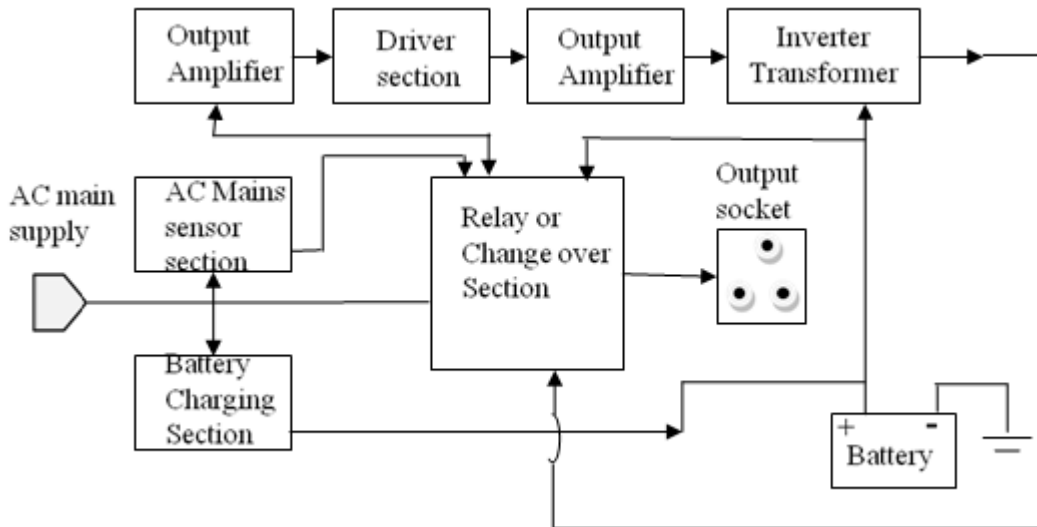 Output
Amplifier
Driver
section
Output
Amplifier
Inverter
Transformer
AC main
supply
AC Mains
sensor
section
Relay or
Change over
Section
Output
socket
Battery
Charging
Section
+ -
Battery